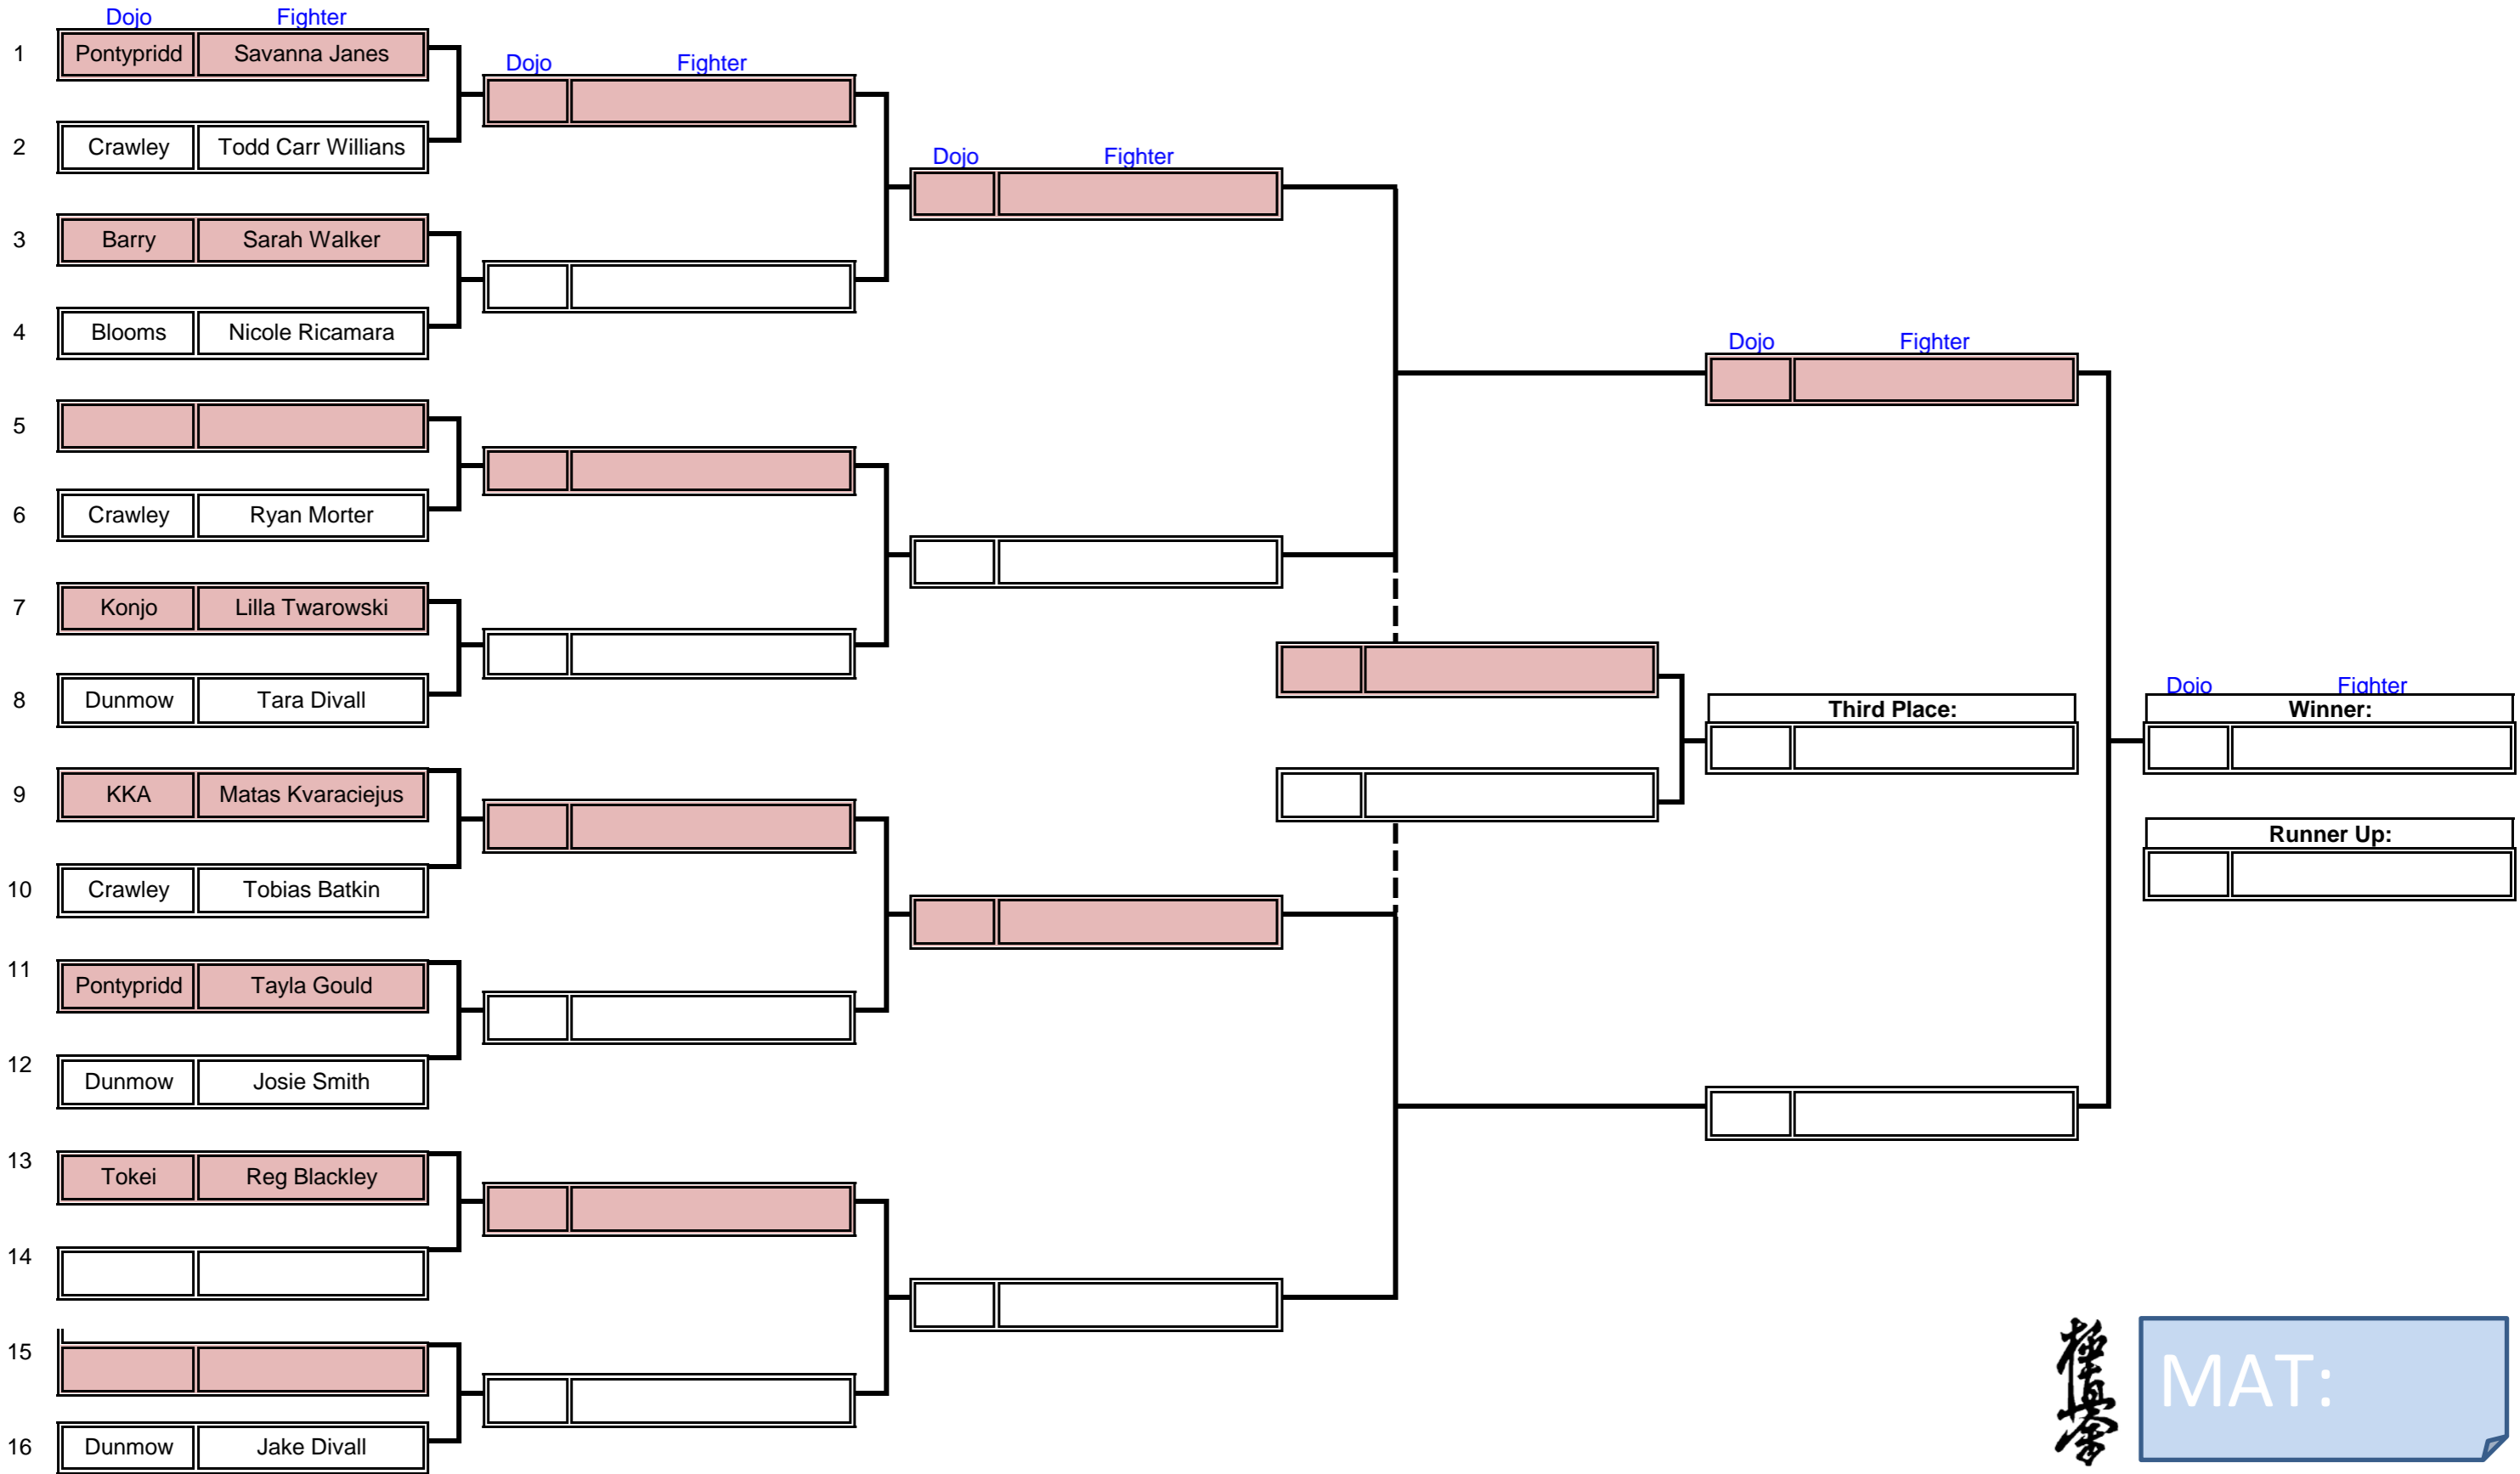 Dojo Fighter
1 Pontypridd Savanna Janes
Dojo Fighter
2 Crawley Todd Carr Willians
Dojo Fighter
3 Barry Sarah Walker
4 Blooms Nicole Ricamara
Dojo Fighter
5
6 Crawley Ryan Morter
7 Konjo Lilla Twarowski
8 Dunmow Tara Divall
Dojo Fighter
Third Place:
Winner:
9 KKA Matas Kvaraciejus
Runner Up:
10 Crawley Tobias Batkin
11 Pontypridd Tayla Gould
12 Dunmow Josie Smith
13 Tokei Reg Blackley
14
15
16 Dunmow Jake Divall
極真会
MAT: